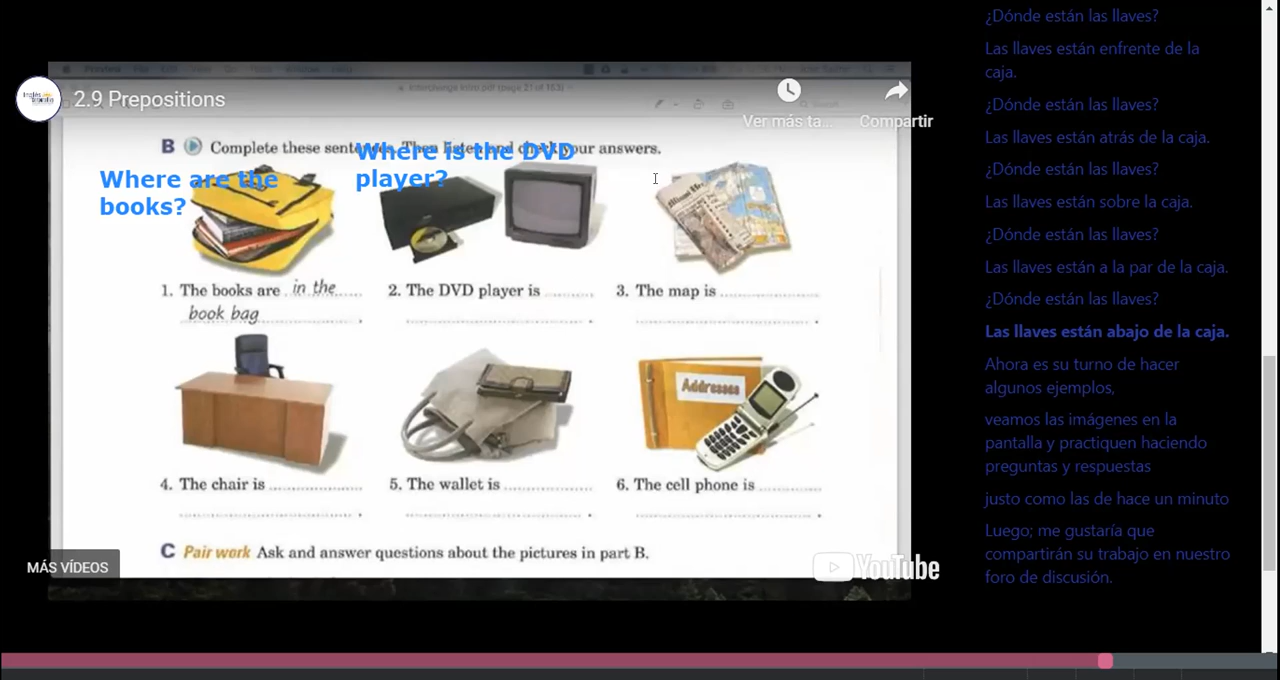 2.9 Prepositions
Ver más ta...
Compartir
B Complete these sentences. Then listen and check your answers.
Where are the
books?
Where is the DVD
player?
1. The books are in the
book bag.
2. The DVD player is
3. The map is
4. The chair is
5. The wallet is
Addresses
6. The cell phone is
C Pair work Ask and answer questions about the pictures in part B.
MÁS VÍDEOS
YouTube
¿Dónde están las llaves?
Las llaves están enfrente de la
caja.
¿Dónde están las llaves?
Las llaves están atrás de la caja.
¿Dónde están las llaves?
Las llaves están sobre la caja.
¿Dónde están las llaves?
Las llaves están a la par de la caja.
¿Dónde están las llaves?
Las llaves están abajo de la caja.
Ahora es su turno de hacer
algunos ejemplos,
veamos las imágenes en la
pantalla y practiquen haciendo
preguntas y respuestas
justo como las de hace un minuto
Luego; me gustaría que
compartirán su trabajo en nuestro
foro de discusión.